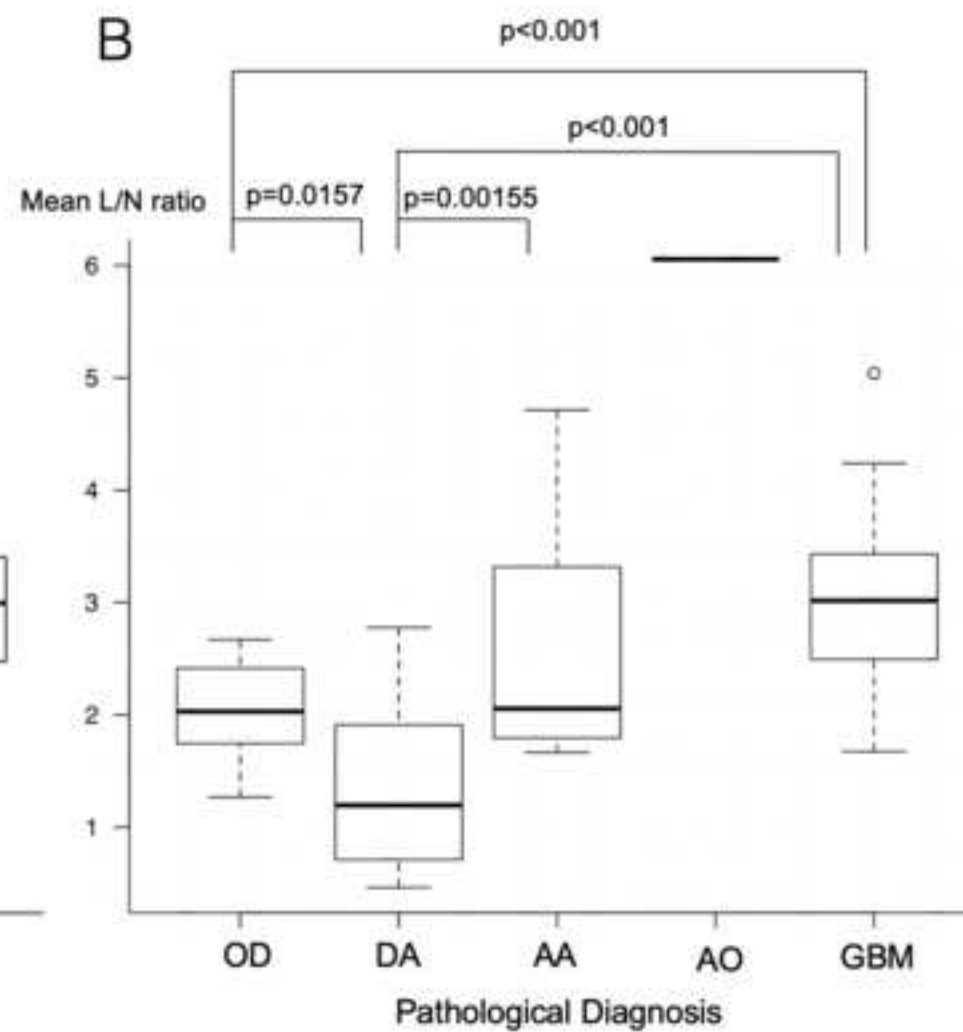 B
p<0.001
p<0.001
Mean L/N ratio
p=0.0157
p=0.00155
6
5
4
3
2
1
OD
DA
AA
AO
GBM
Pathological Diagnosis